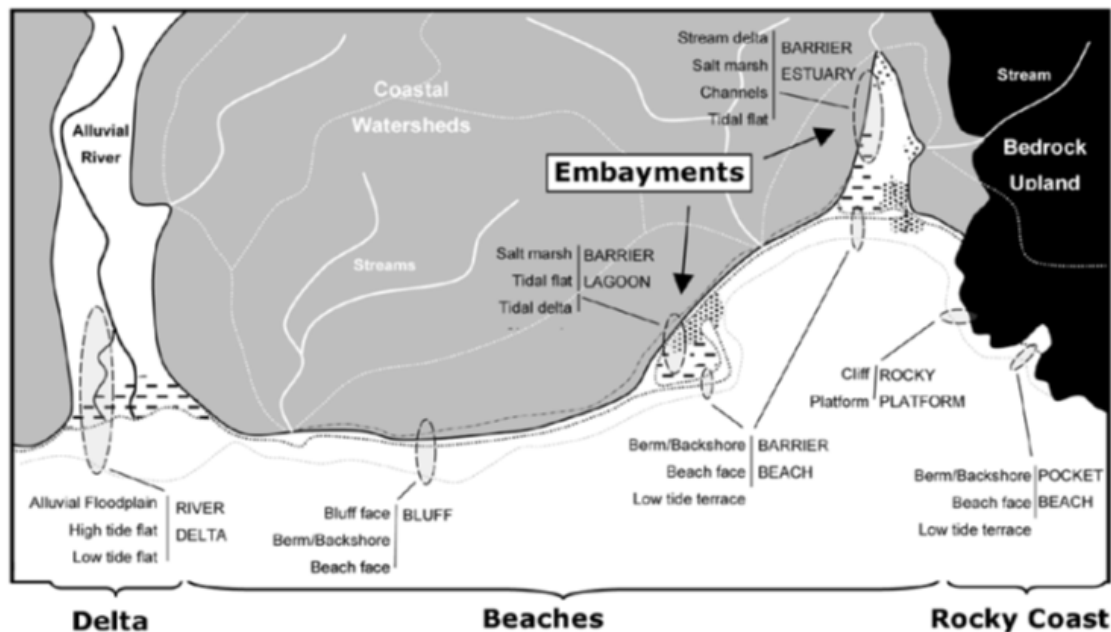 Stream delta
Salt marsh
Channels
Tidal flat
BARRIER
ESTUARY
Stream
Coastal
Watersheds
Alluvial
River
Bedrock
Upland
Embayments
Salt marsh
Tidal flat
Tidal delta
BARRIER
LAGOON
Streams
Cliff
Platform
ROCKY
PLATFORM
Berm/Backshore
Beach face
Low tide terrace
BARRIER
BEACH
Berm/Backshore
Beach face
Low tide terrace
POCKET
BEACH
Alluvial Floodplain
High tide flat
Low tide flat
RIVER
DELTA
Bluff face
Berm/Backshore
Beach face
BLUFF
Delta
Beaches
Rocky Coast